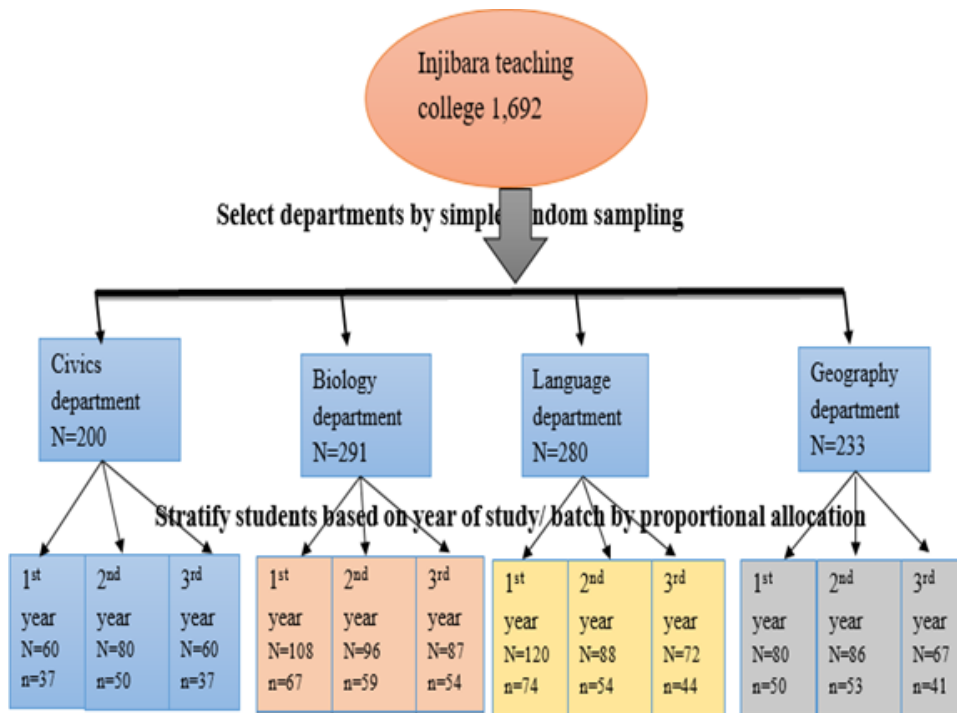 Injibara teaching
college 1,692
Select departments by simple random sampling
Civics
department
N=200
Biology
department
N=291
Language
department
N=280
Geography
department
N=233
Stratify students based on year of study/ batch by proportional allocation
1st
year
N=60
n=37
2nd
year
N=80
n=50
3rd
year
N=60
n=37
1st
year
N=108
n=67
2nd
year
N=96
n=59
3rd
year
N=87
n=54
1st
year
N=120
n=74
2nd
year
N=88
n=54
3rd
year
N=72
n=44
1st
year
N=80
n=50
2nd
year
N=86
n=53
3rd
year
N=67
n=41